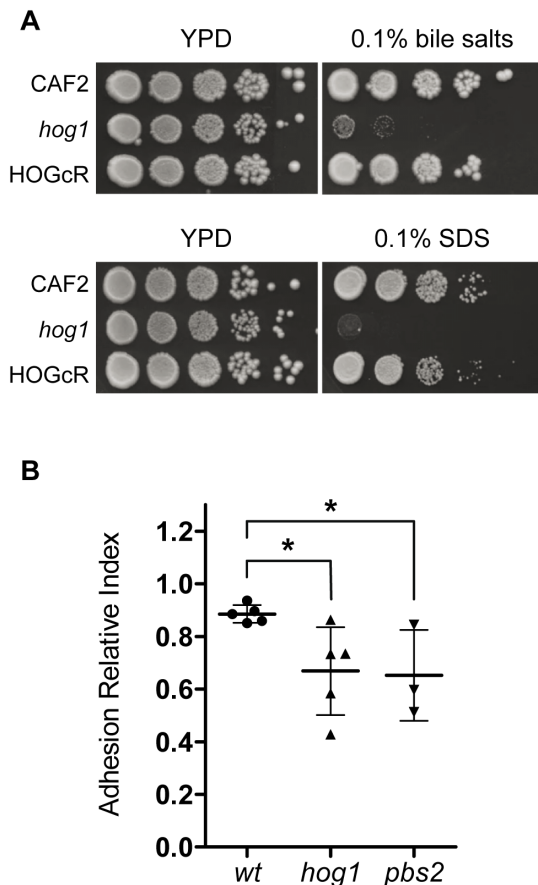 A
YPD 0.1% bile salts
CAF2
hog1
HOGcR
YPD 0.1% SDS
CAF2
hog1
HOGcR
B
* 
*
Adhesion Relative Index
1.2
1.0
0.8
0.6
0.4
0.2
0.0
wt hog1 pbs2